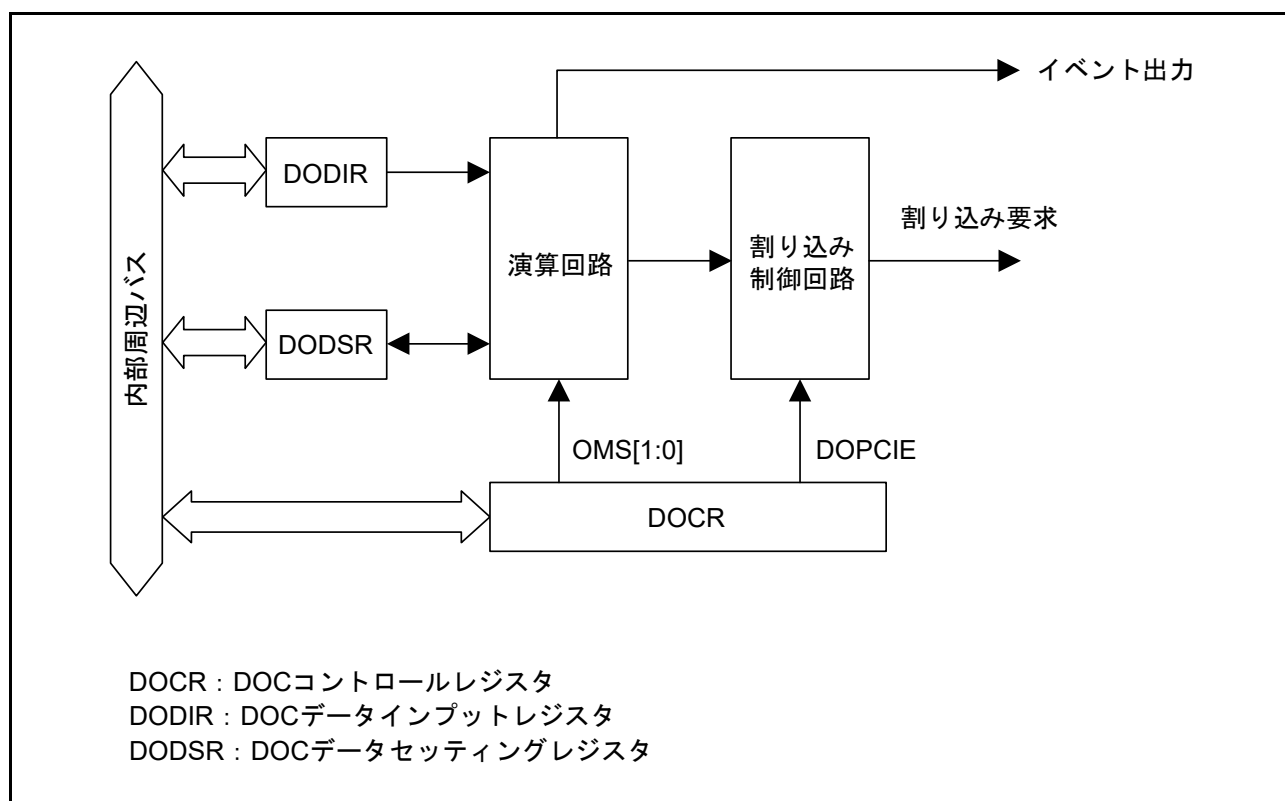 イベント出力
DODIR
割り込み要求
演算回路
割り込み
制御回路
内部周辺バス
DODSR
OMS[1:0]
DOPCIE
DOCR
DOCR：DOCコントロールレジスタ
DODIR：DOCデータインプットレジスタ
DODSR：DOCデータセッティングレジスタ